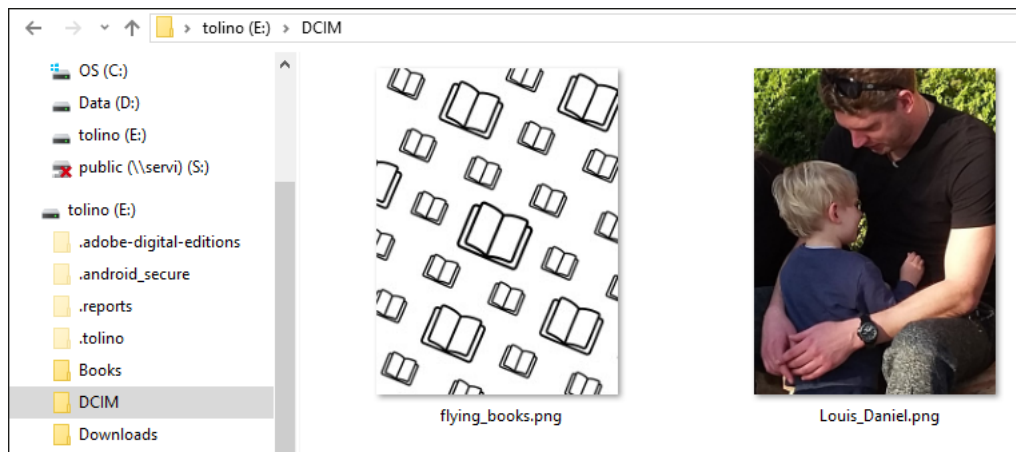 tolino (E:) > DCIM
OS (C:)
Data (D:)
tolino (E:)
public (\\servi) (S:)
tolino (E:)
.adobe-digital-editions
.android_secure
.reports
.tolino
Books
DCIM
Downloads
flying_books.png
Louis_Daniel.png